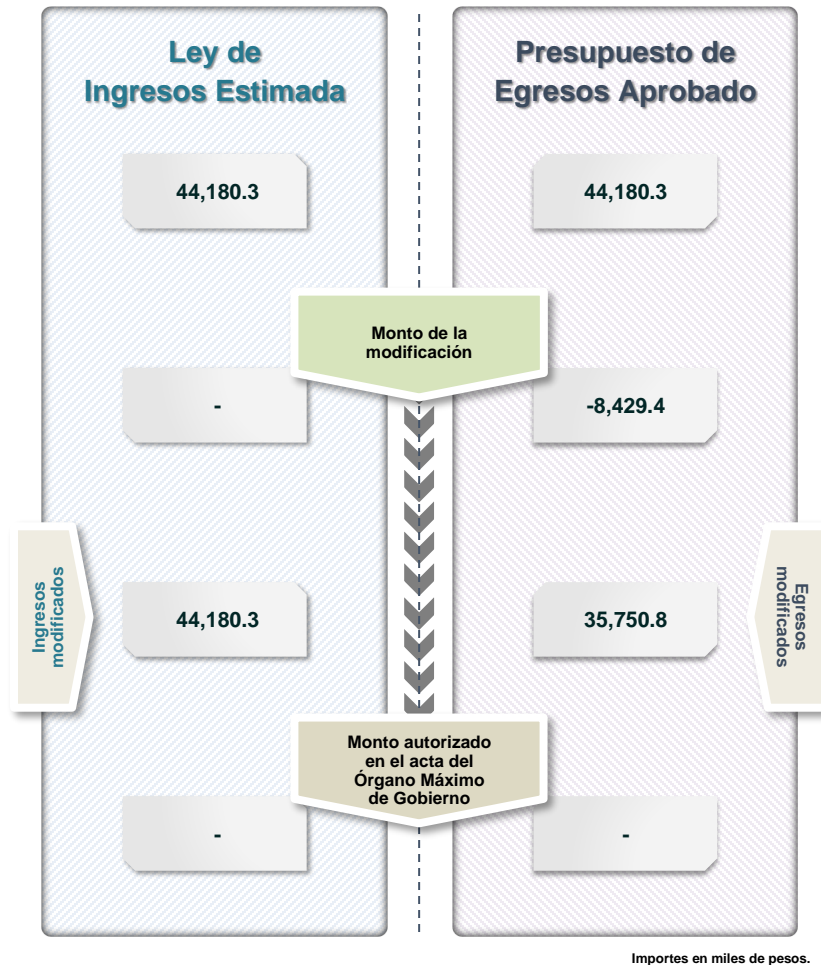 Ley de
Ingresos Estimada
Presupuesto de
Egresos Aprobado
44,180.3
44,180.3
Monto de la
modificación
-
-8,429.4
Ingresos
modificados
44,180.3
35,750.8
Egresos
modificados
Monto autorizado
en el acta del
Órgano Máximo
de Gobierno
-
-
Importes en miles de pesos.